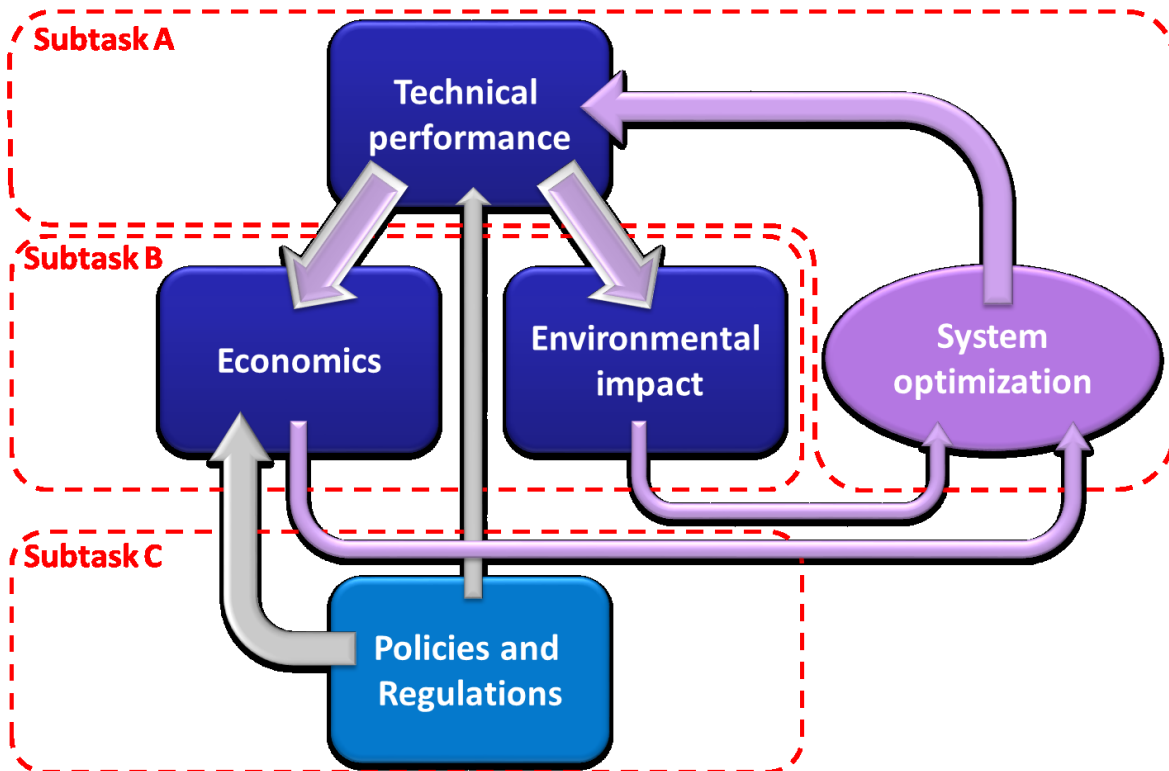 Subtask A
Technical
performance
Subtask B
Economics
Environmental
impact
System
optimization
Subtask C
Policies and
Regulations